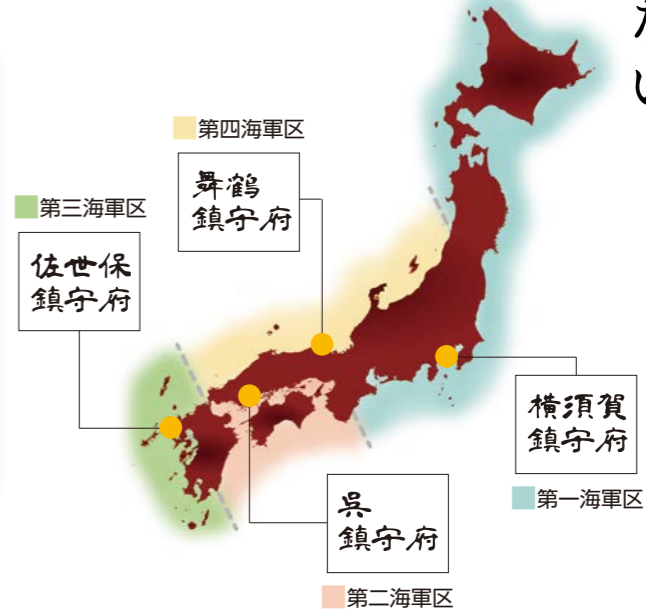 第四海軍区
舞鶴
鎮守府
第三海軍区
佐世保
鎮守府
横須賀
鎮守府
第一海軍区
呉
鎮守府
第二海軍区